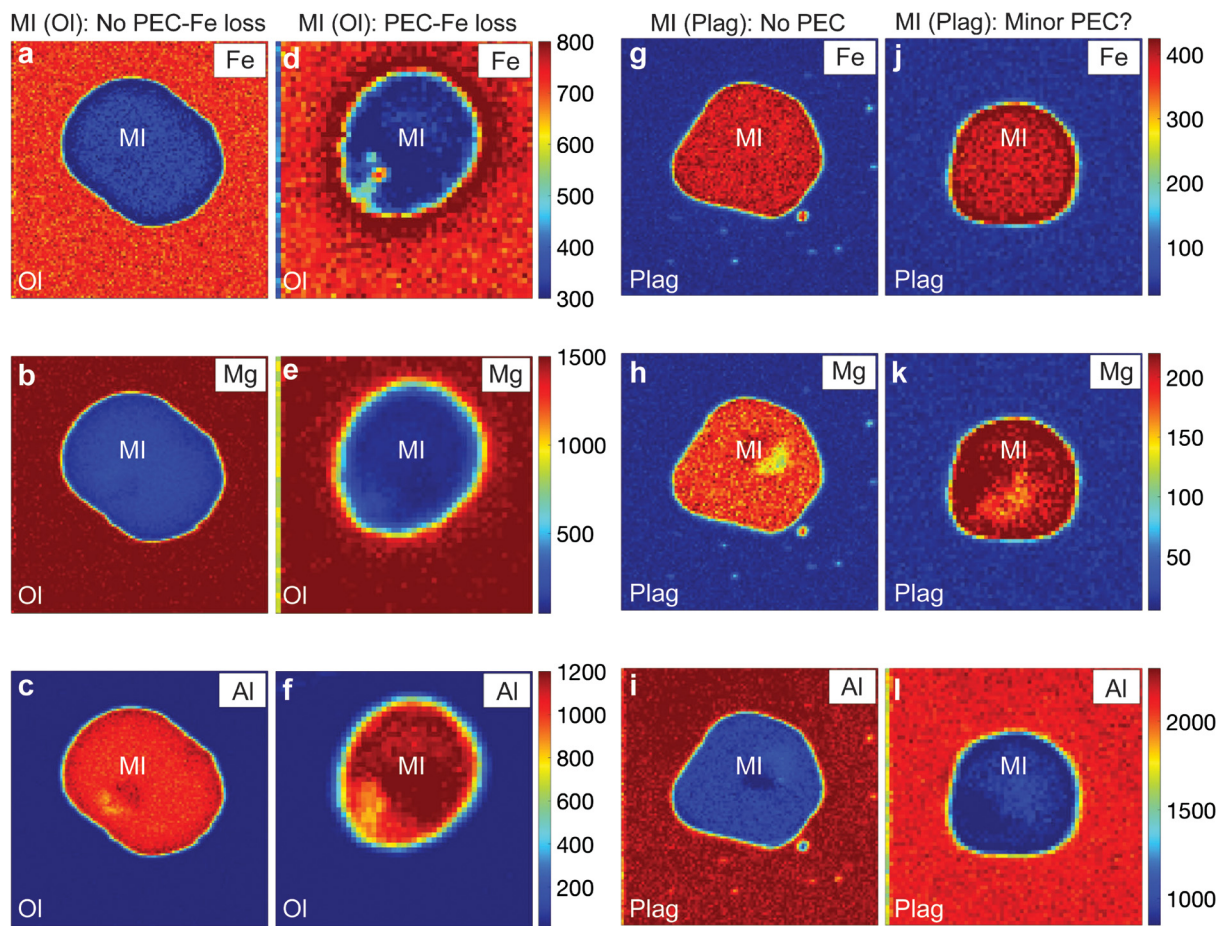 MI (Ol): No PEC-Fe loss
MI (Ol): PEC-Fe loss
MI (Plag): No PEC
MI (Plag): Minor PEC?
a
Fe
MI
Ol
d
Fe
MI
Ol
800
700
600
500
400
300
g
Fe
MI
Plag
j
Fe
MI
Plag
400
300
200
100
b
Mg
MI
Ol
e
Mg
MI
Ol
1500
1000
500
h
Mg
MI
Plag
k
Mg
MI
Plag
200
150
100
50
c
Al
MI
Ol
f
Al
MI
Ol
1200
1000
800
600
400
200
i
Al
MI
Plag
l
Al
MI
Plag
2000
1500
1000